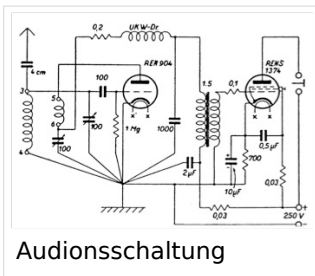 0,2
UKW-Dr
REN 904
RENS
1374
4 cm
100
1:5
0,1
3
5
6
4
100
100
x
x
1 Mg
1000
2µF
x
x
0,5µF
700
10µF
0,03
0,03
+
250 V
−
Audionsschaltung